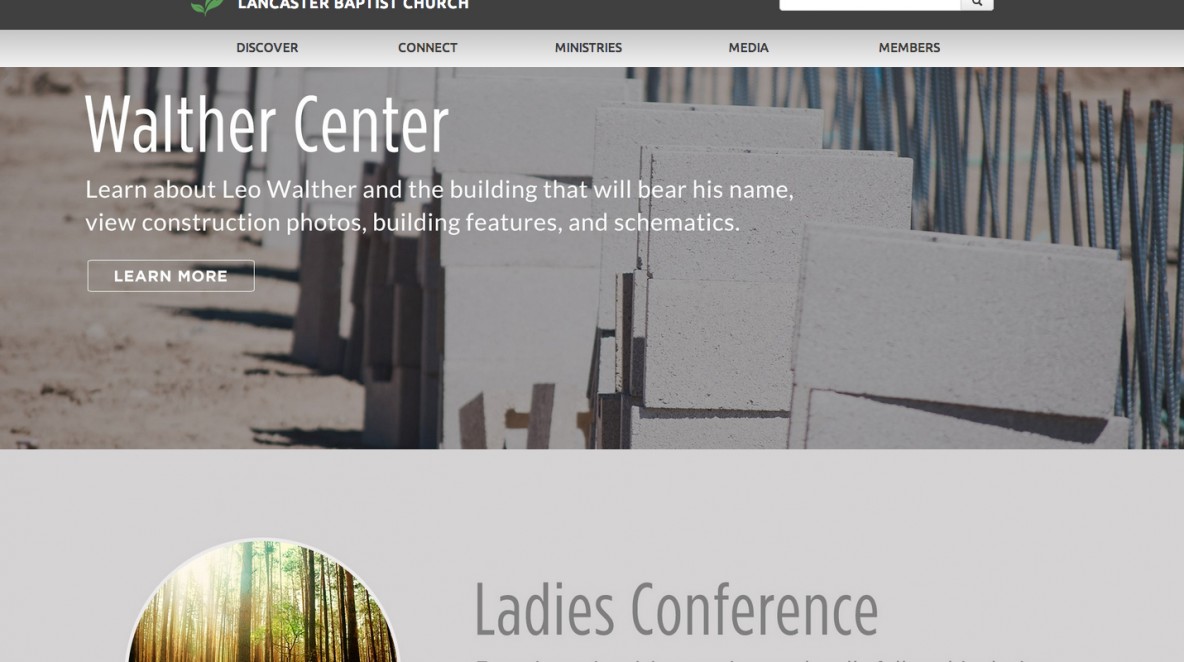 LANCASTER BAPTIST CHURCH
DISCOVER CONNECT MINISTRIES MEDIA MEMBERS
Walther Center
Learn about Leo Walther and the building that will bear his name,
view construction photos, building features, and schematics.
LEARN MORE
Ladies Conference